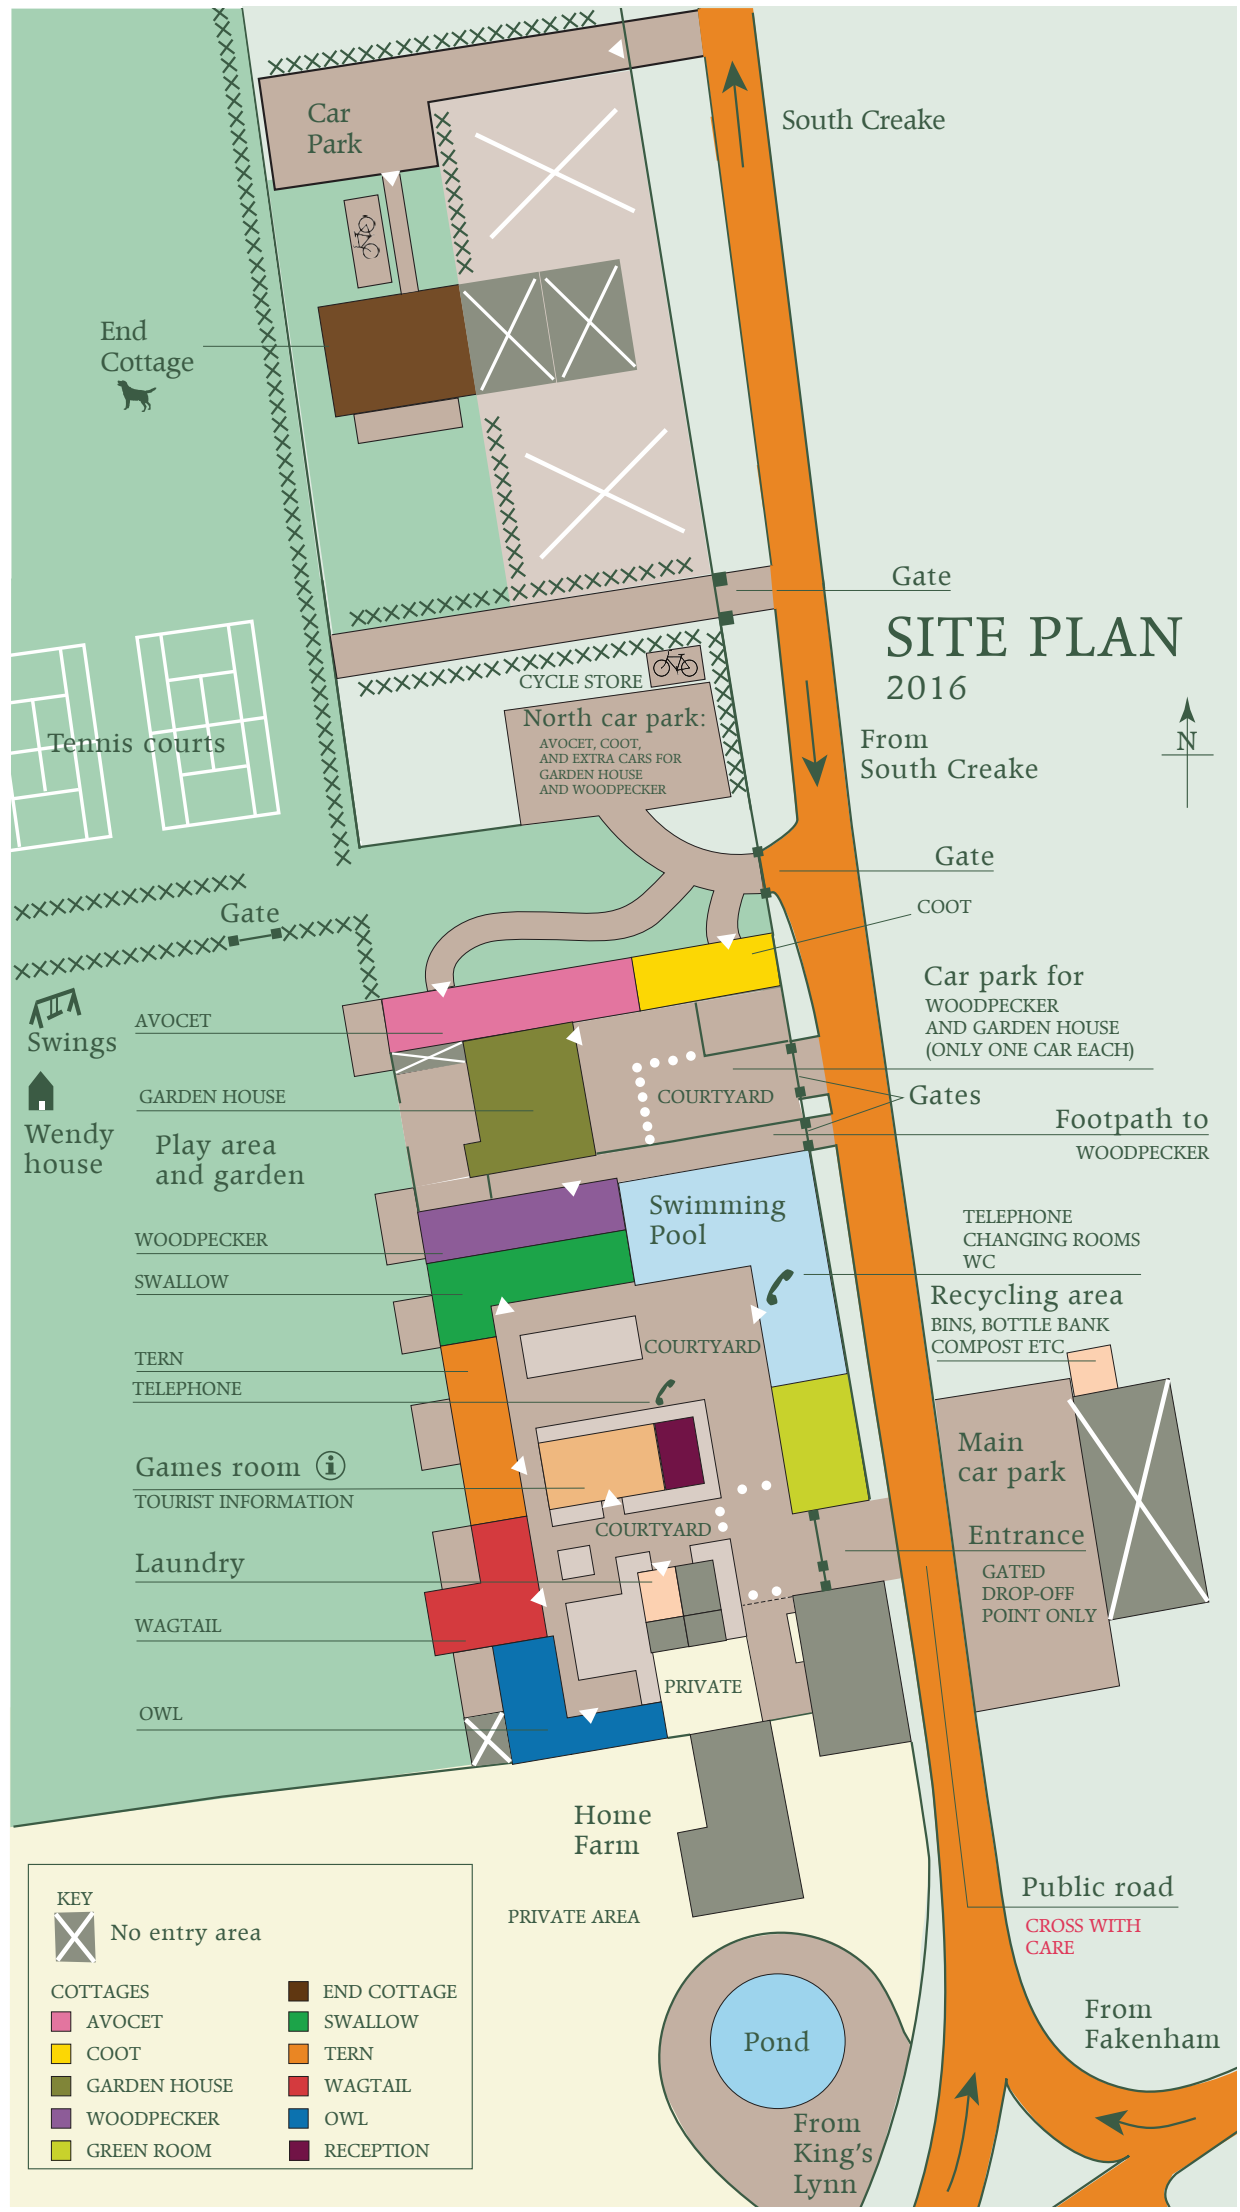 Car
Park
South Creake
End
Cottage
Gate
SITE PLAN
2016
N
CYCLE STORE
North car park:
AVOCET, COOT,
AND EXTRA CARS FOR
GARDEN HOUSE
AND WOODPECKER
Tennis courts
From
South Creake
Gate
COOT
Gate
Car park for
WOODPECKER
AND GARDEN HOUSE
(ONLY ONE CAR EACH)
AVOCET
Swings
GARDEN HOUSE
COURTYARD
Gates
Footpath to
WOODPECKER
Wendy
house
Play area
and garden
Swimming
Pool
TELEPHONE
CHANGING ROOMS
WC
WOODPECKER
SWALLOW
Recycling area
BINS, BOTTLE BANK
COMPOST ETC
COURTYARD
TERN
TELEPHONE
Main
car park
Games room i
TOURIST INFORMATION
COURTYARD
Entrance
GATED
DROP-OFF
POINT ONLY
Laundry
WAGTAIL
PRIVATE
OWL
Home
Farm
PRIVATE AREA
Public road
CROSS WITH
CARE
KEY
No entry area
COTTAGES
AVOCET
COOT
GARDEN HOUSE
WOODPECKER
GREEN ROOM
END COTTAGE
SWALLOW
TERN
WAGTAIL
OWL
RECEPTION
Pond
From
Fakenham
From
King's
Lynn